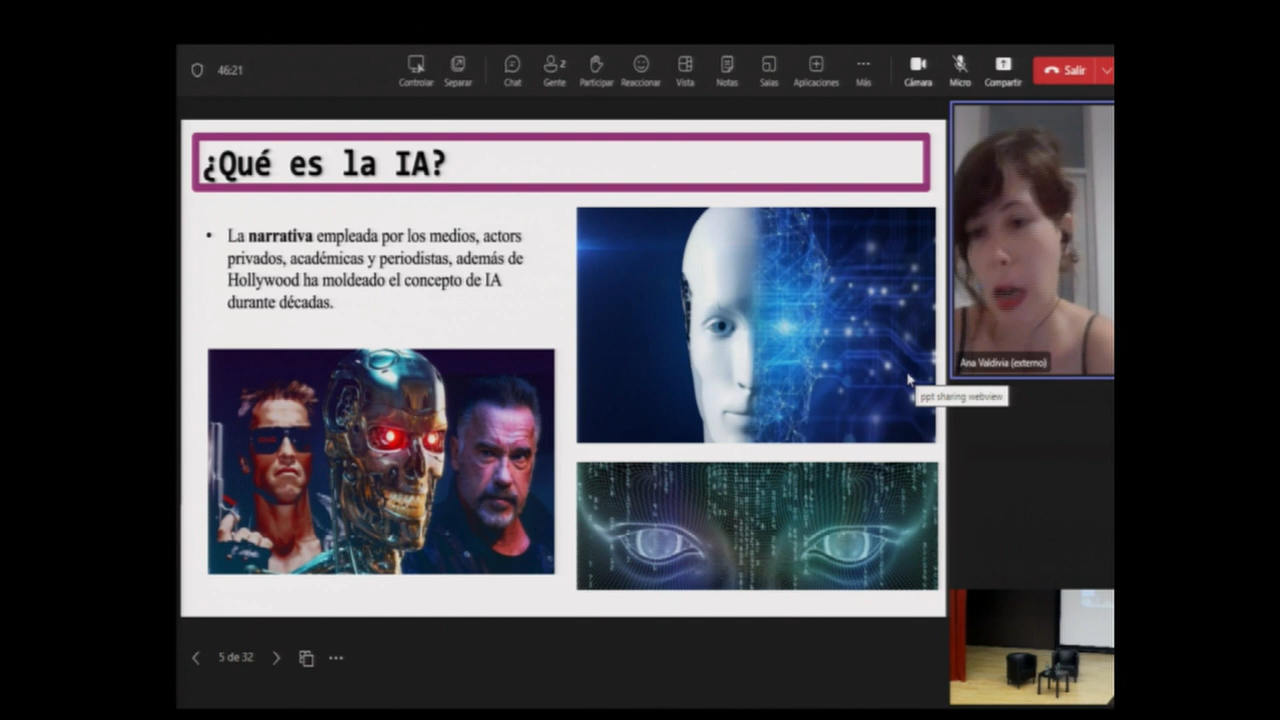 46:21
Controlar
Separar
Chat
Gente
2
Participar
Reaccionar
Vista
Notas
Salas
Aplicaciones
Más
Cámara
Micro
Compartir
Salir
¿Qué es la IA?
• La narrativa empleada por los medios, actors
privados, académicas y periodistas, además de
Hollywood ha moldeado el concepto de IA
durante décadas.
Ana Valdivia (externo)
ppt sharing webview
5 de 32